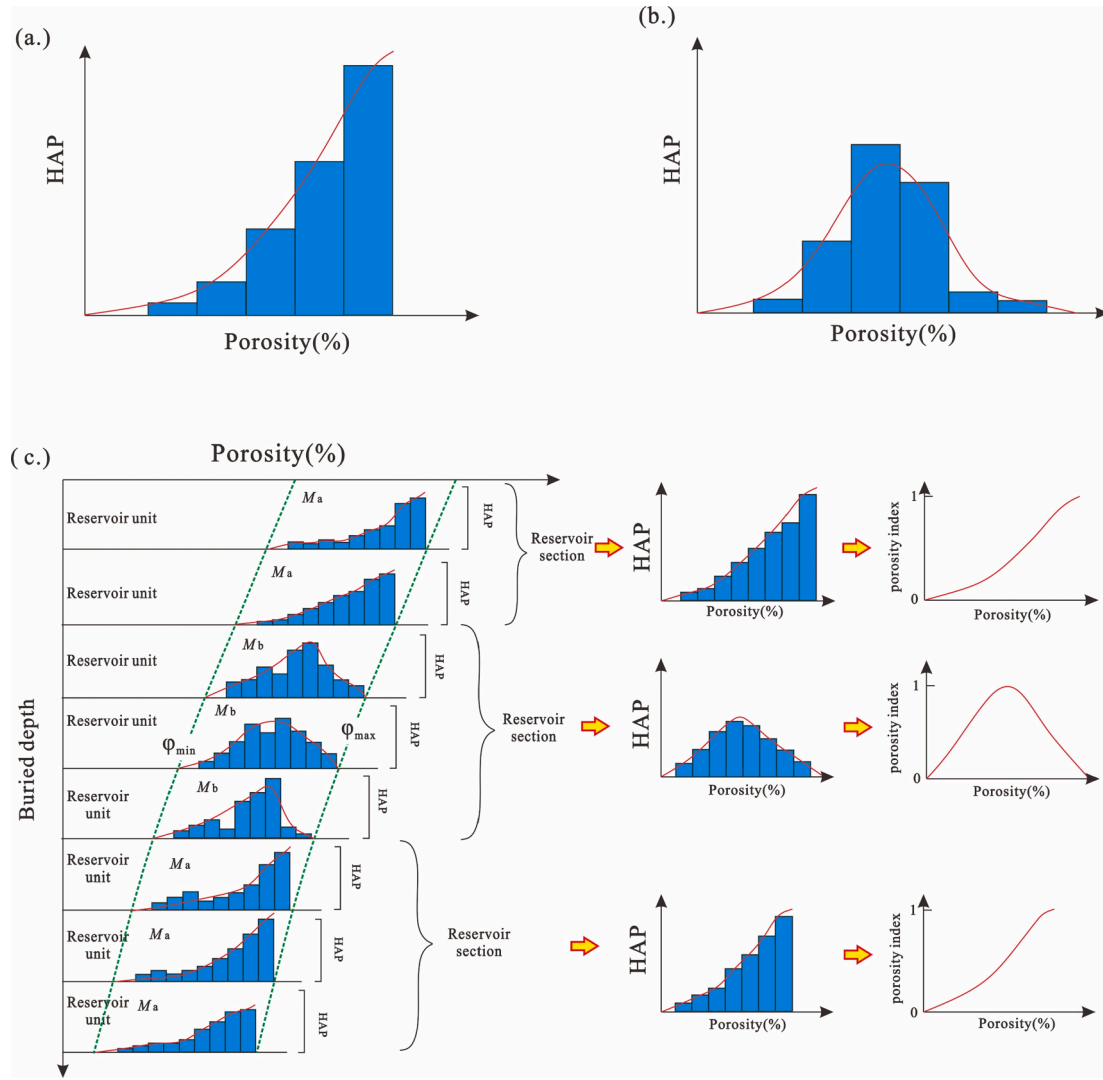 (a.)
HAP
Porosity(%)
(b.)
HAP
Porosity(%)
(c.)
Porosity(%)
Buried depth
Reservoir unit
Ma
HAP
Reservoir unit
Ma
HAP
Reservoir
section
Reservoir unit
Mb
HAP
Reservoir unit
Mb
φmin
φmax
HAP
Reservoir
unit
Mb
HAP
Reservoir
section
Reservoir
unit
Ma
HAP
Reservoir
unit
Ma
HAP
Reservoir
unit
Ma
HAP
Reservoir
section
HAP
Porosity(%)
porosity index
1
0
Porosity(%)
HAP
Porosity(%)
porosity index
1
0
Porosity(%)
HAP
Porosity(%)
porosity index
1
0
Porosity(%)